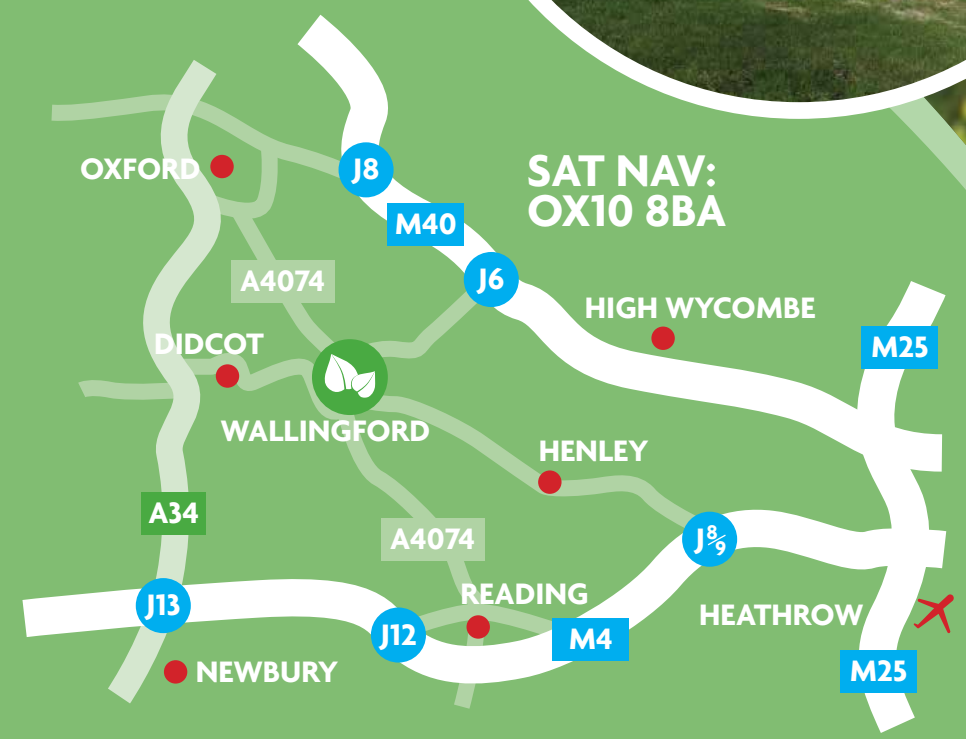 OXFORD
J8
SAT NAV:
OX10 8BA
M40
A4074
J6
HIGH WYCOMBE
M25
DIDCOT
WALLINGFORD
HENLEY
A34
A4074
J8/9
J13
READING
HEATHROW
J12
M4
NEWBURY
M25